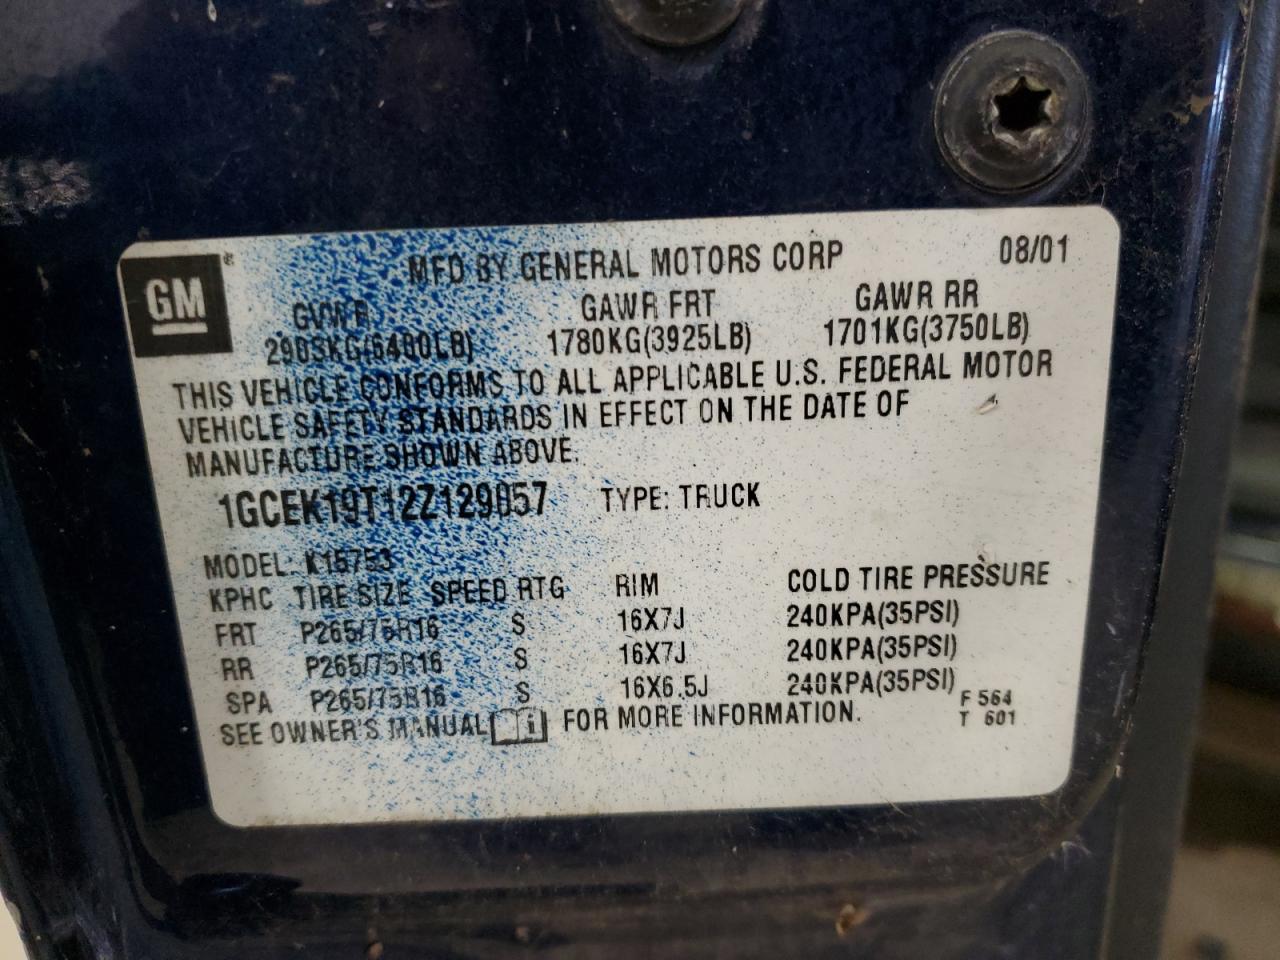 GM®
MFD BY GENERAL MOTORS CORP 08/01
GVWR GAWR FRT GAWR RR
2903KG(6400LB) 1780KG(3925LB) 1701KG(3750LB)
THIS VEHICLE CONFORMS TO ALL APPLICABLE U.S. FEDERAL MOTOR
VEHICLE SAFETY STANDARDS IN EFFECT ON THE DATE OF
MANUFACTURE SHOWN ABOVE.
1GCEK19T12Z129057 TYPE: TRUCK
MODEL: K15753
KPHC TIRE SIZE SPEED RTG RIM COLD TIRE PRESSURE
FRT P265/75R16 S 16X7J 240KPA(35PSI)
RR P265/75R16 S 16X7J 240KPA(35PSI)
SPA P265/75R16 S 16X6.5J 240KPA(35PSI)
SEE OWNER'S MANUAL i FOR MORE INFORMATION.
F 564
T 601